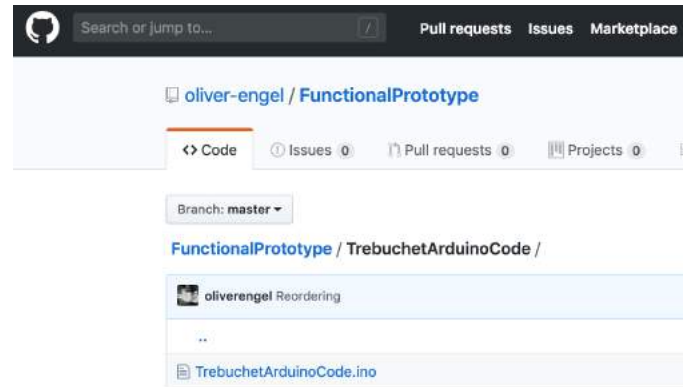 Search or jump to... / Pull requests Issues Marketplace
oliver-engel / FunctionalPrototype
<> Code Issues 0 Pull requests 0 Projects 0
Branch: master
FunctionalPrototype / TrebuchetArduinoCode /
oliverengel Reordering
..
TrebuchetArduinoCode.ino